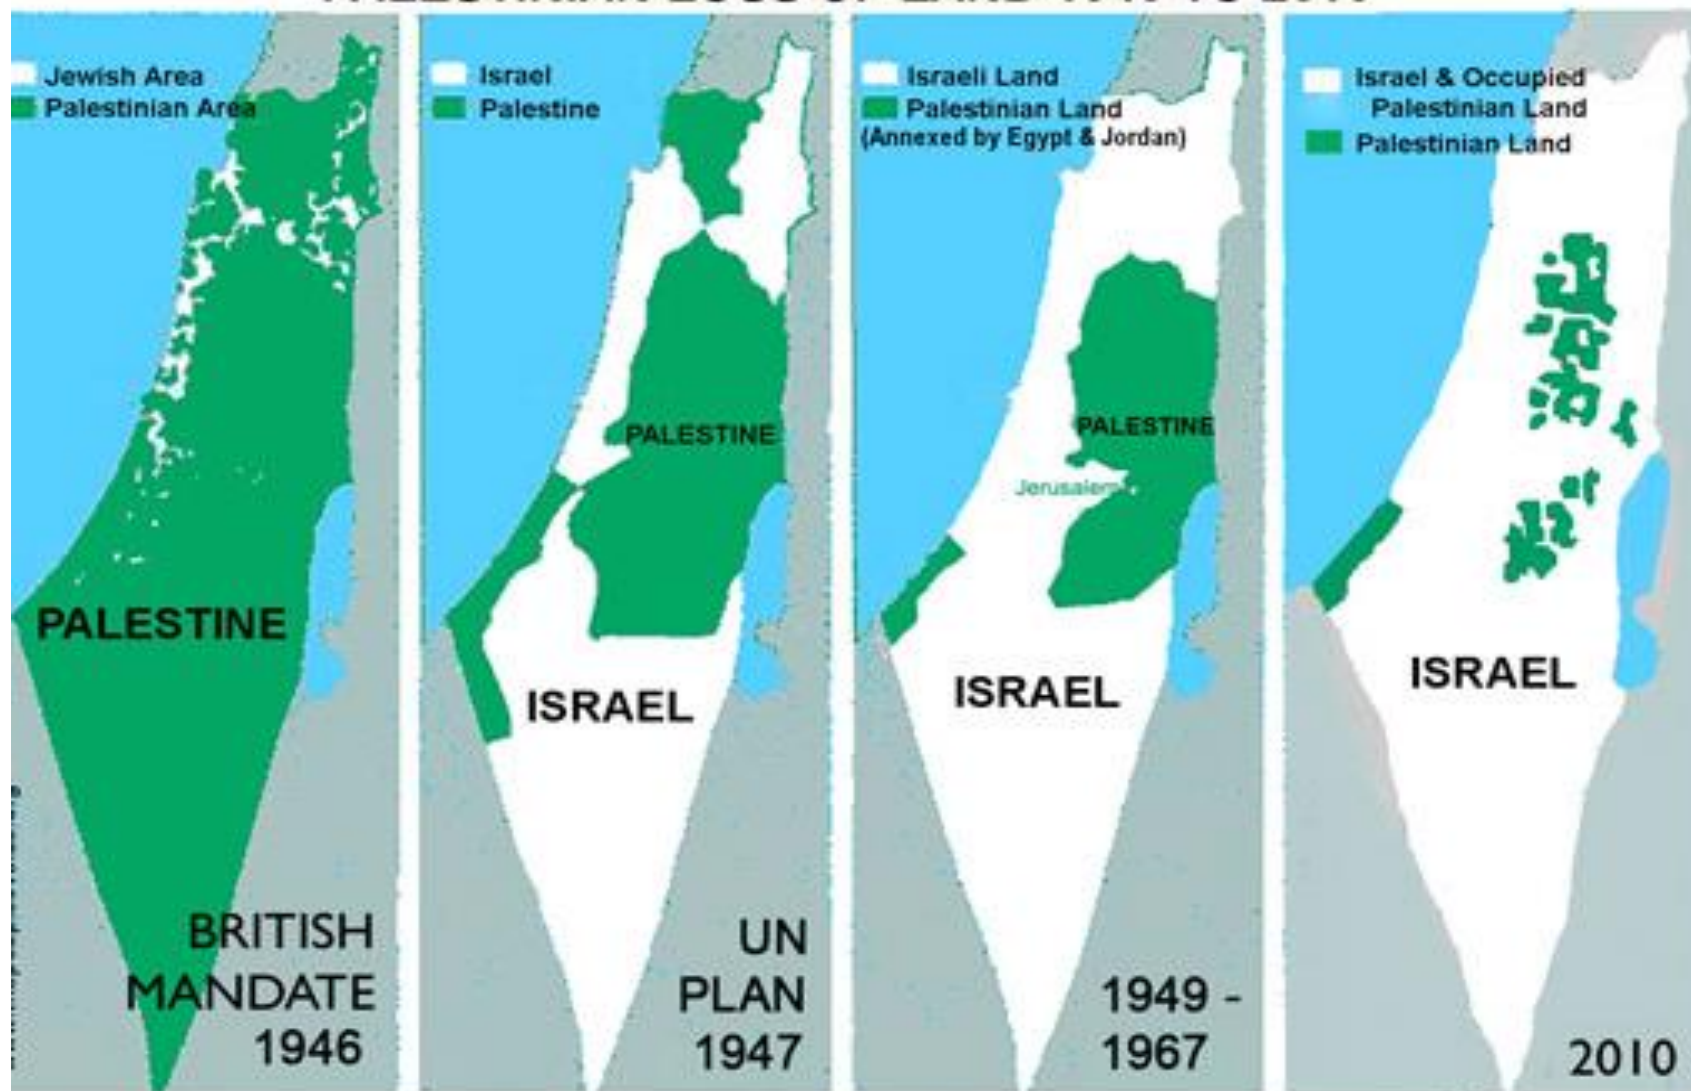 Jewish Area
Palestinian Area
PALESTINE
BRITISH
MANDATE
1946
Israel
Palestine
PALESTINE
ISRAEL
UN
PLAN
1947
Israeli Land
Palestinian Land
(Annexed by Egypt & Jordan)
PALESTINE
Jerusalem
ISRAEL
1949 -
1967
Israel & Occupied
Palestinian Land
Palestinian Land
ISRAEL
2010